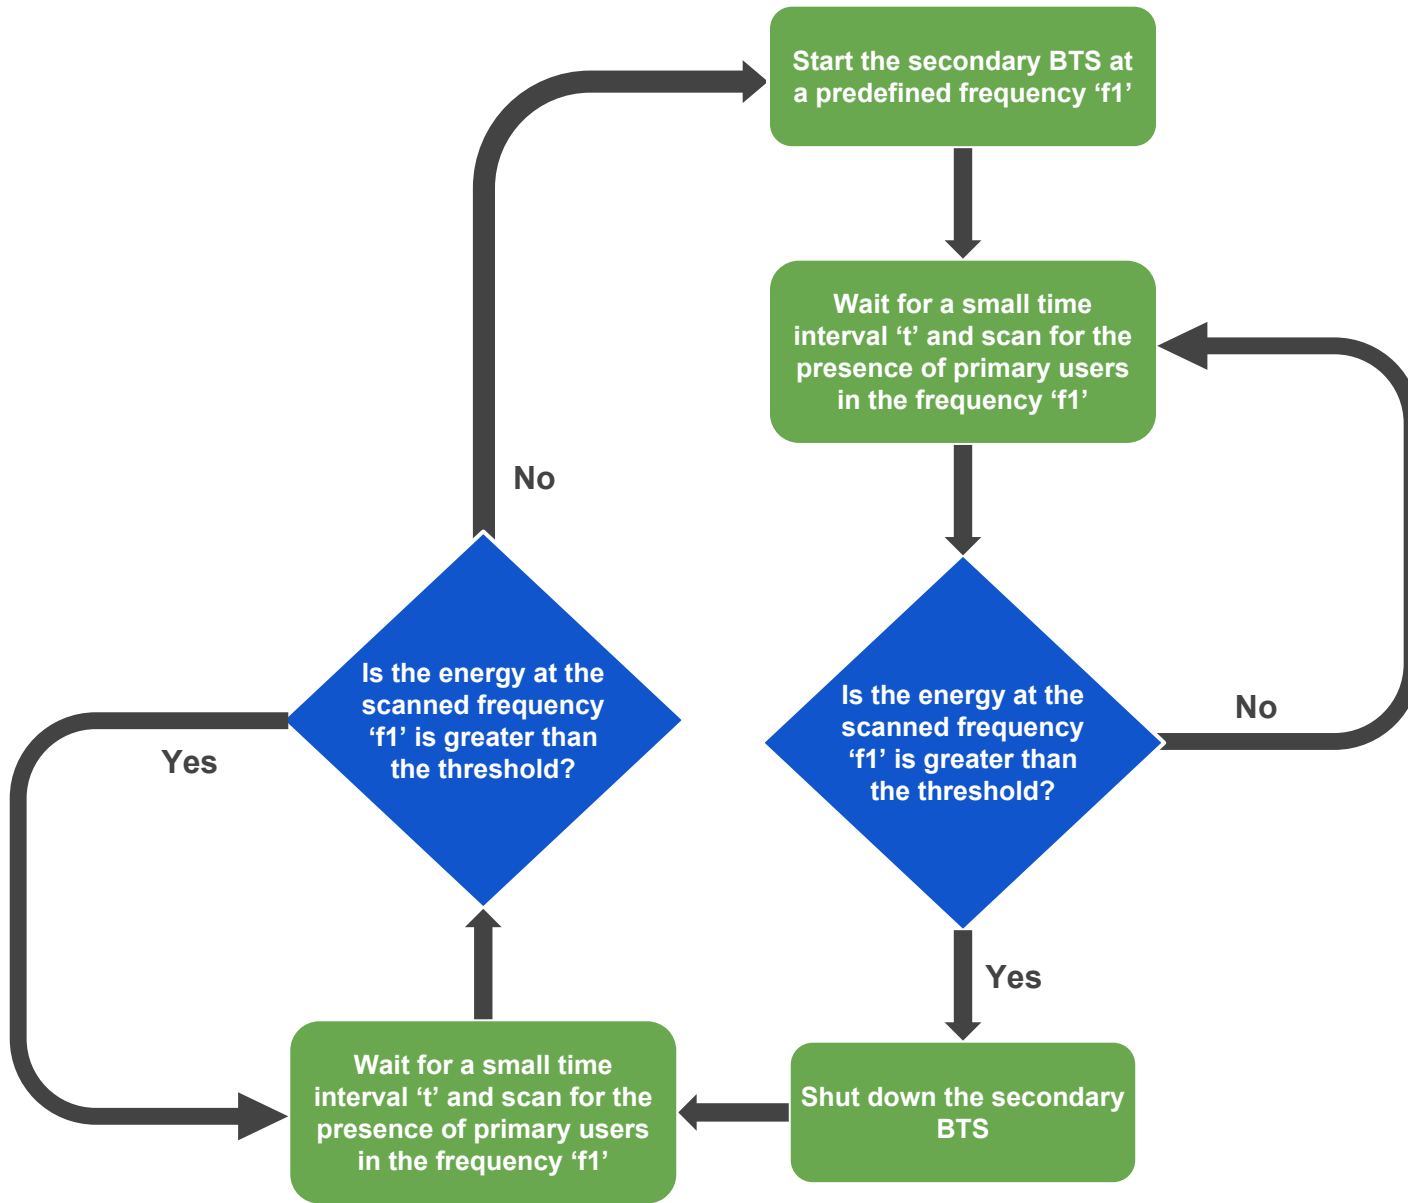 Start the secondary BTS at
a predefined frequency ‘f1’
Wait for a small time
interval ‘t’ and scan for the
presence of primary users
in the frequency ‘f1’
No
Is the energy at the
scanned frequency
‘f1’ is greater than
the threshold?
Yes
Is the energy at the
scanned frequency
‘f1’ is greater than
the threshold?
No
Yes
Wait for a small time
interval ‘t’ and scan for the
presence of primary users
in the frequency ‘f1’
Shut down the secondary
BTS